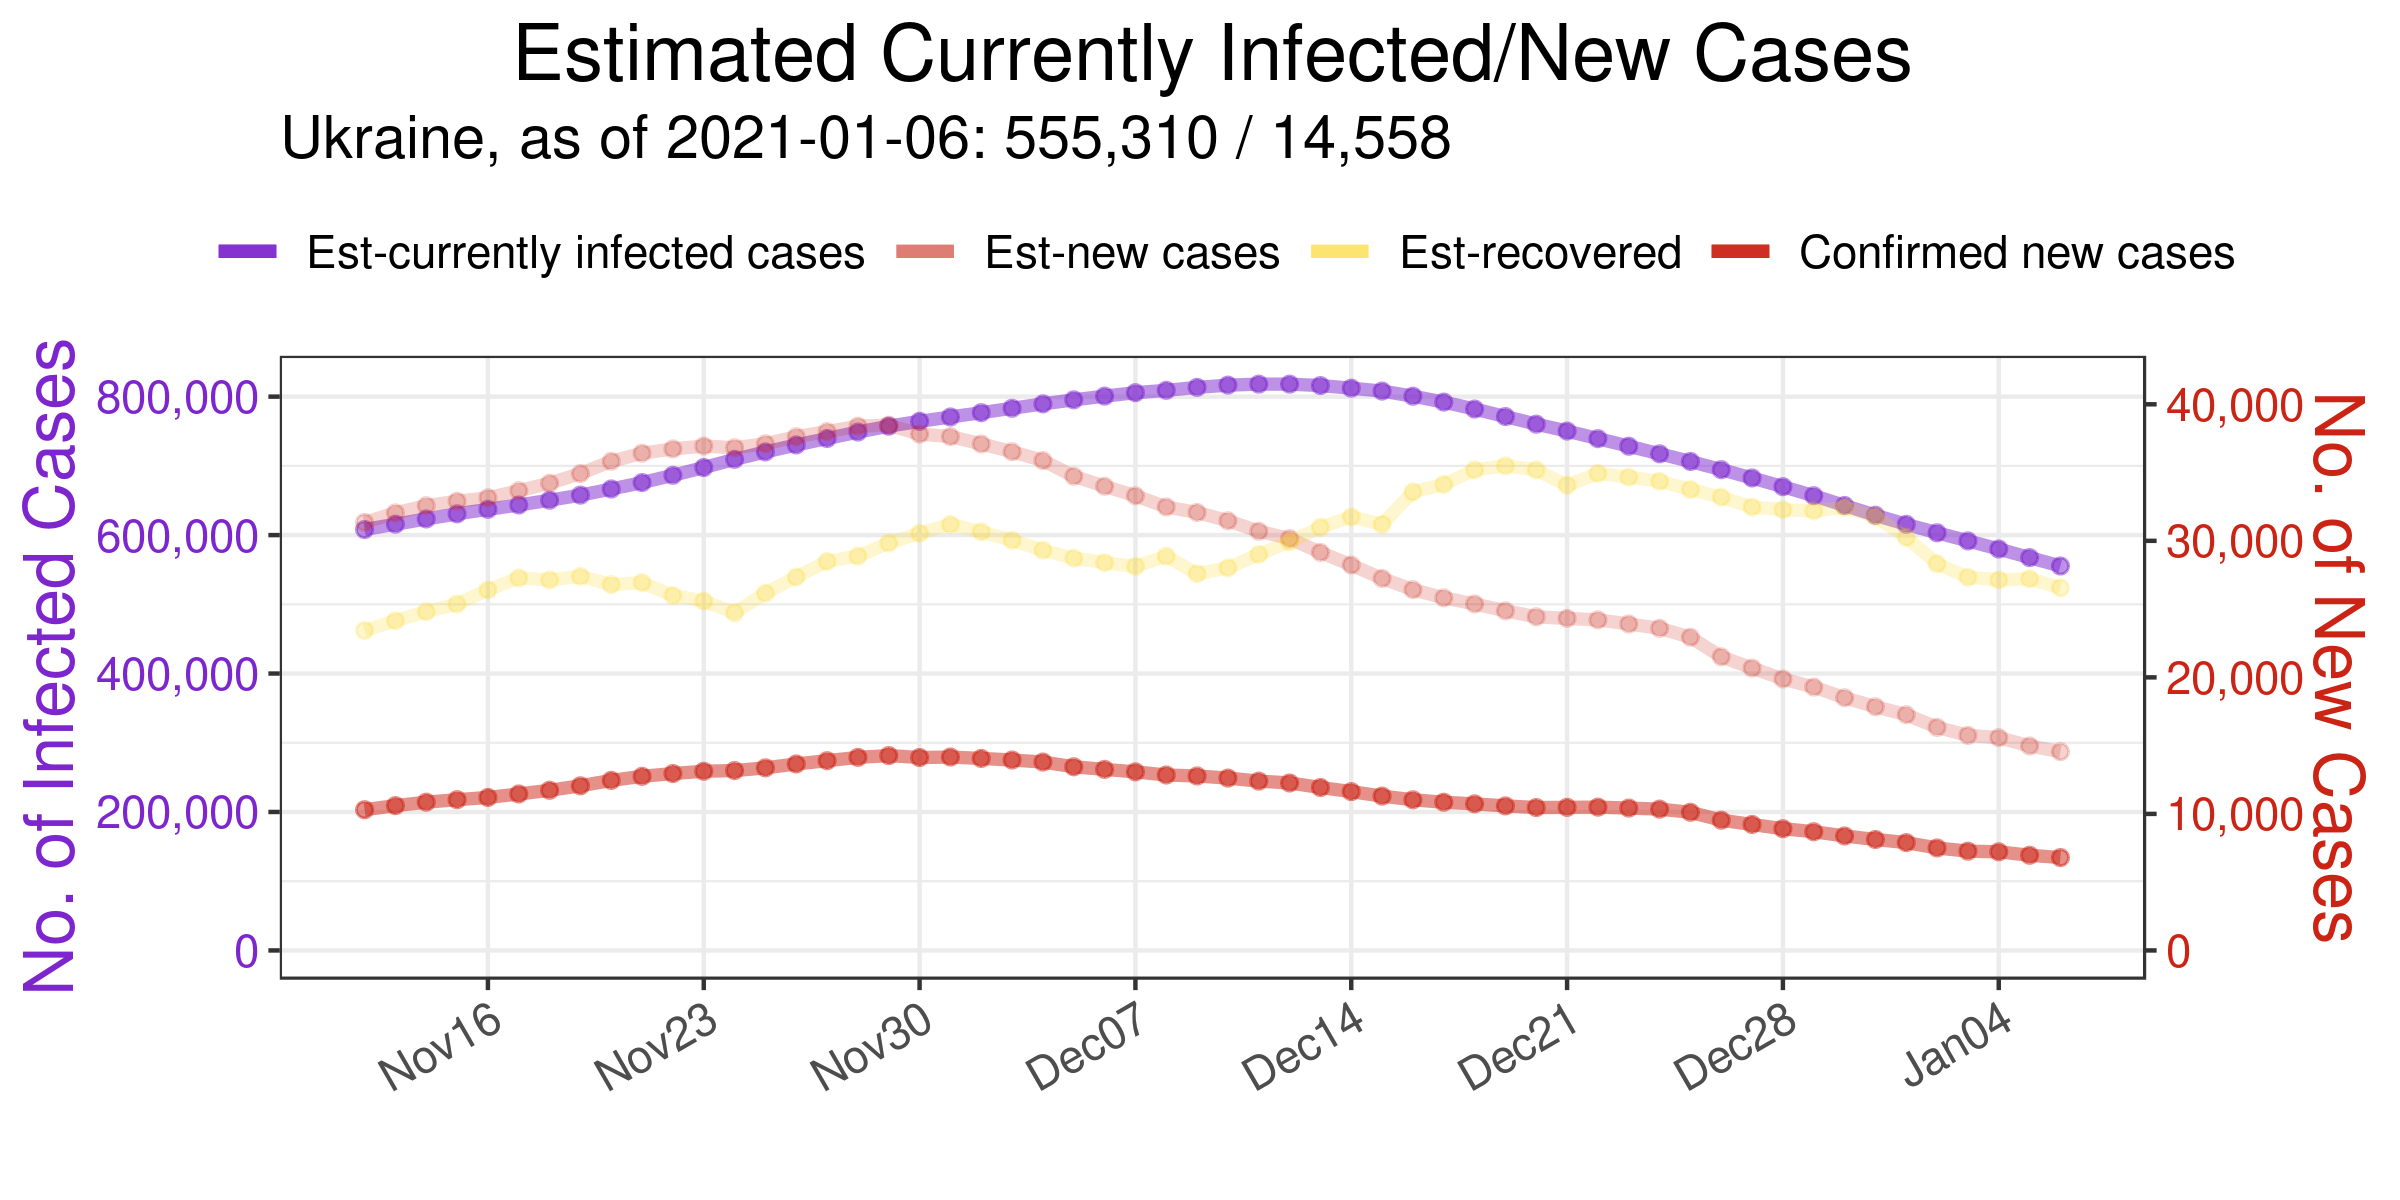 Estimated Currently Infected/New Cases
Ukraine, as of 2021-01-06: 555,310 / 14,558
Est-currently infected cases Est-new cases Est-recovered Confirmed new cases
No. of Infected Cases
800,000
600,000
400,000
200,000
0
40,000
30,000
20,000
10,000
0
No. of New Cases
Nov16 Nov23 Nov30 Dec07 Dec14 Dec21 Dec28 Jan04